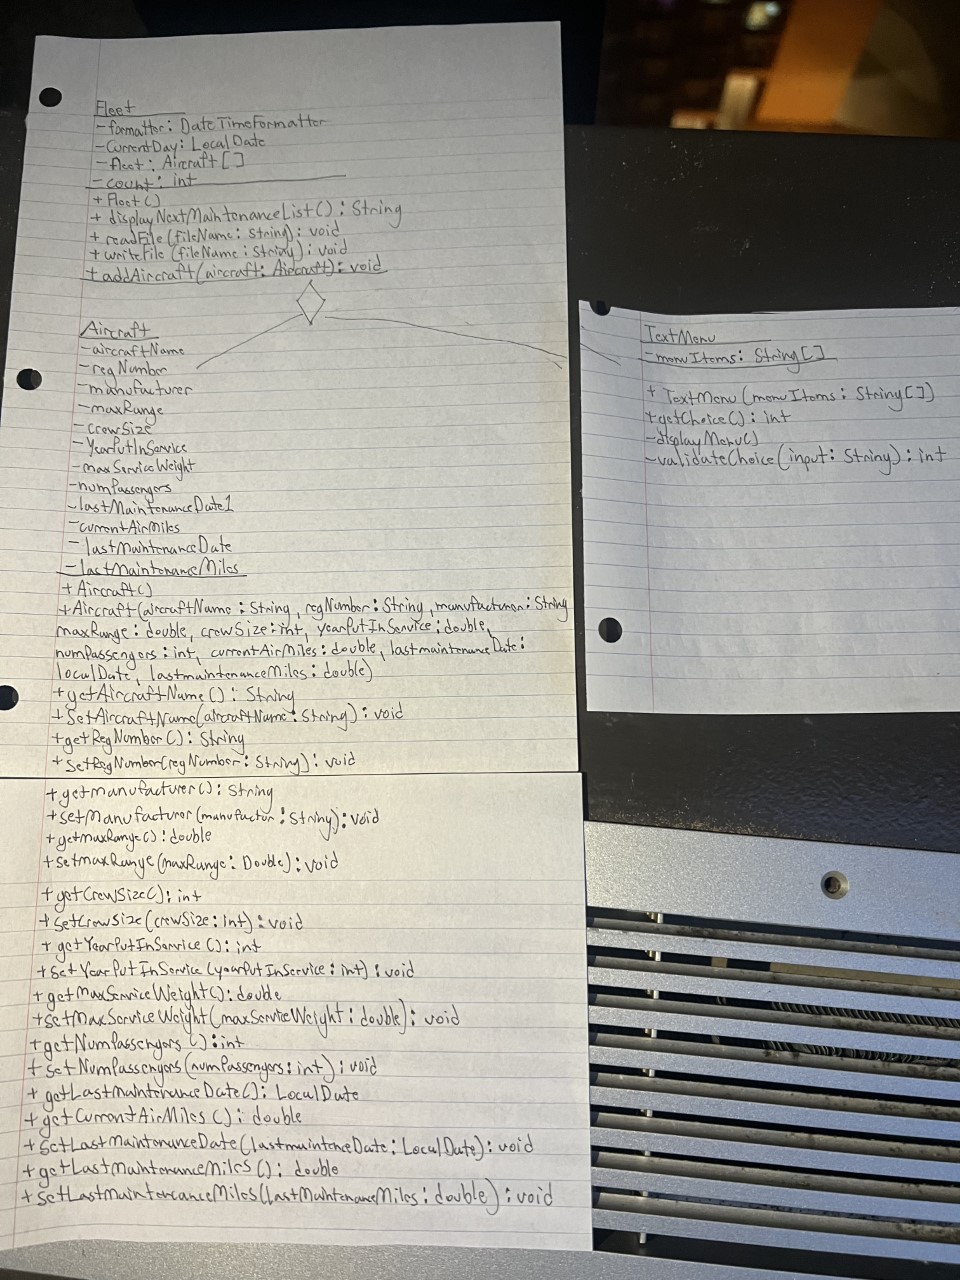 Fleet
-formatter: DateTimeFormatter
-CurrentDay: LocalDate
-fleet: Aircraft[]
-count: int
+Fleet()
+displayNextMaintenanceList(): String
+readFile(fileName: String): void
+writeFile(fileName: String): void
+addAircraft(aircraft: Aircraft): void
Aircraft
-aircraftName
-regNumber
-manufacturer
-maxRange
-crewSize
-YearPutInService
-maxServiceWeight
-numPassengers
-lastMaintenanceDate1
-currentAirMiles
-lastMaintenanceDate
-lastMaintenanceMiles
+Aircraft()
+Aircraft(aircraftName: String, regNumber: String, manufacturer: String
maxRange: double, crewSize: int, yearPutInService: double,
numPassengers: int, currentAirMiles: double, lastmaintenanceDate:
localDate, lastmaintenanceMiles: double)
+getAircraftName(): String
+SetAircraftName(aircraftName: String): void
+getRegNumber(): String
+SetRegNumber(regNumber: String): void
+getmanufacturer(): String
+setManufacturer(manufactur: String): void
+getmaxRange(): double
+setmaxRange(maxRange: Double): void
+getCrewSize(): int
+SetCrewSize(crewSize: int): void
+getYearPutInService(): int
+setYearPutInService(yearPutInService: int): void
+getMaxServiceWeight(): double
+setMaxServiceWeight(maxServiceWeight: double): void
+getNumPassengers(): int
+setNumPassengers(numPassengers: int): void
+getLastMaintenanceDate(): LocalDate
+getCurrentAirMiles(): double
+SetLastMaintenanceDate(lastmaintenceDate: LocalDate): void
+getLastMaintenanceMiles(): double
+setLastMaintencanceMiles(lastMaintenanceMiles: double): void
TextMenu
-menuItems: String[]
+TextMenu(menuItems: String[])
+getChoice(): int
-displayMenu()
-validateChoice(input: String): int